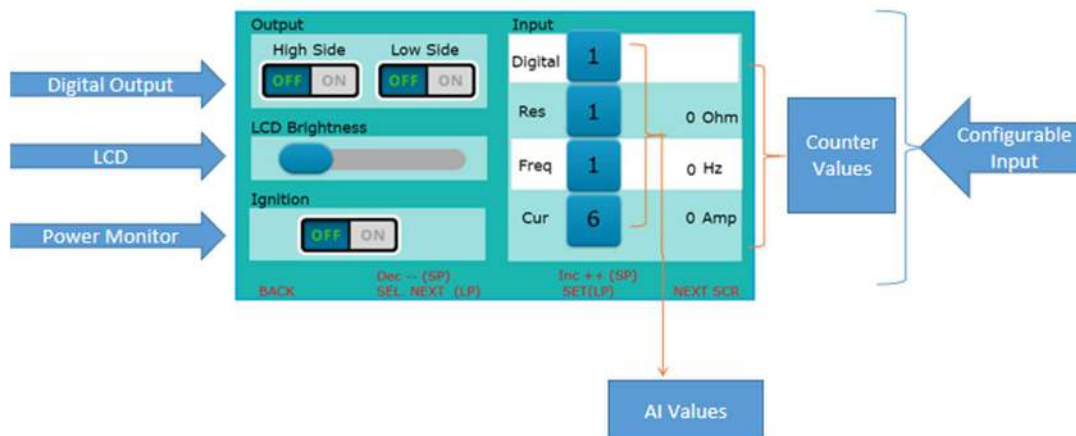 Output
High Side Low Side
OFF ON OFF ON
LCD Brightness
Ignition
OFF ON
Input
Digital 1
Res 1 0 Ohm
Freq 1 0 Hz
Cur 6 0 Amp
Dec -- (SP) Inc ++ (SP)
BACK SEL. NEXT (LP) SET(LP) NEXT SCR
Digital Output
LCD
Power Monitor
Counter
Values
Configurable
Input
AI Values